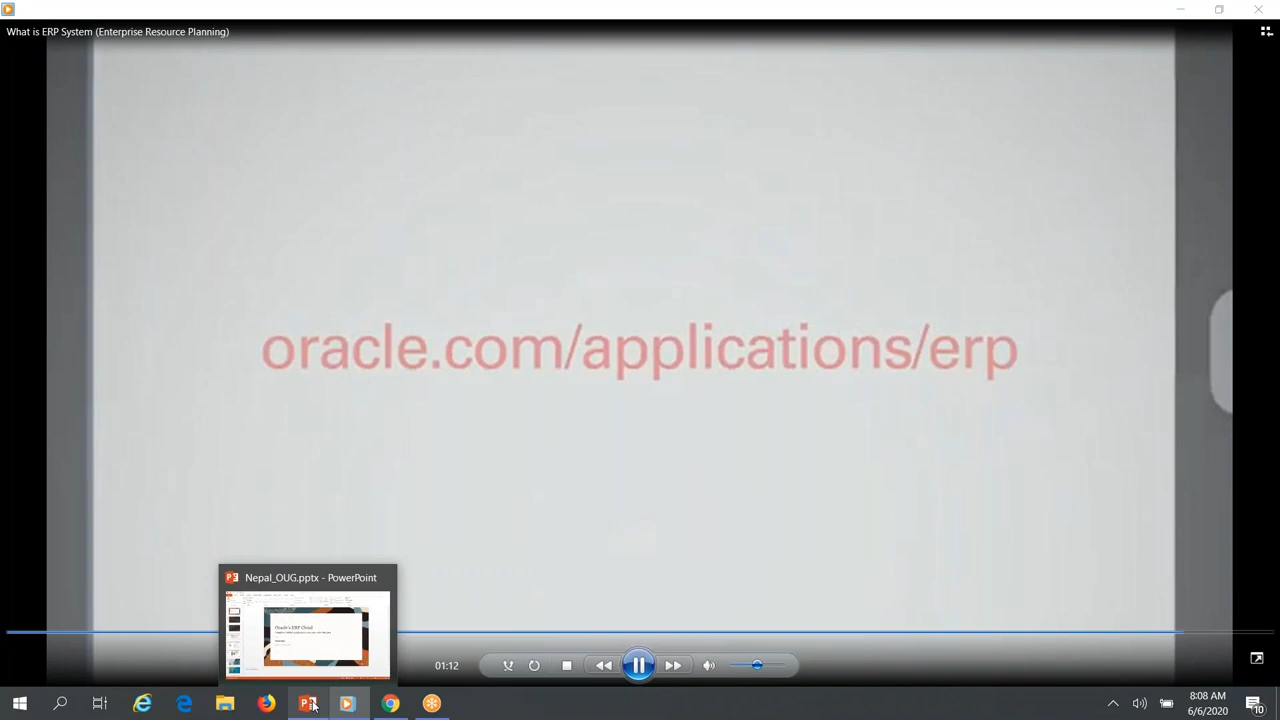 What is ERP System (Enterprise Resource Planning)
oracle.com/applications/erp
Nepal_OUG.pptx - PowerPoint
Oracle's ERP Cloud
01:12
8:08 AM
6/6/2020
10